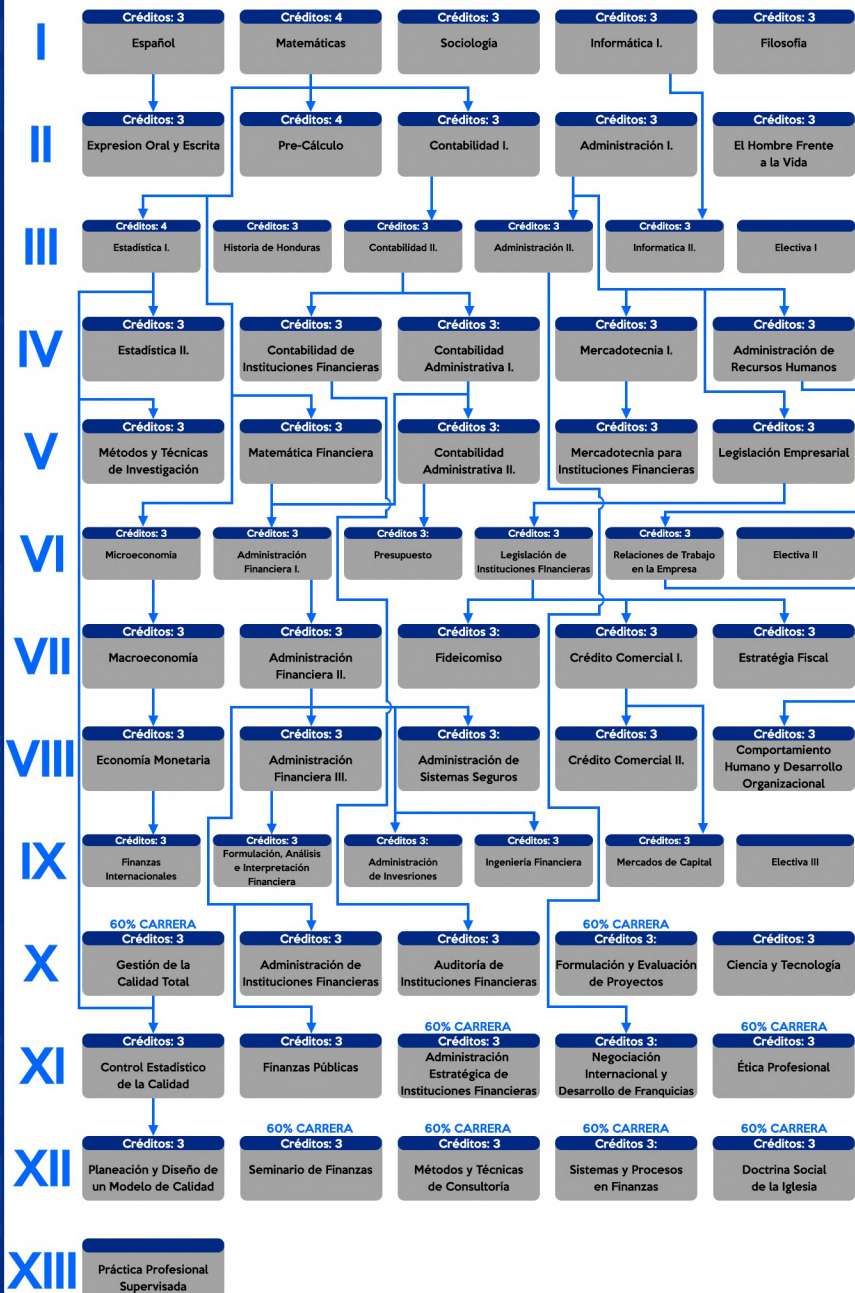 I
Créditos: 3
Español
Créditos: 4
Matemáticas
Créditos: 3
Sociología
Créditos: 3
Informática I.
Créditos: 3
Filosofía
II
Créditos: 3
Expresion Oral y Escrita
Créditos: 4
Pre-Cálculo
Créditos: 3
Contabilidad I.
Créditos: 3
Administración I.
Créditos: 3
El Hombre Frente
a la Vida
III
Créditos: 4
Estadística I.
Créditos: 3
Historia de Honduras
Créditos: 3
Contabilidad II.
Créditos: 3
Administración II.
Créditos: 3
Informatica II.
Electiva I
IV
Créditos: 3
Estadística II.
Créditos: 3
Contabilidad de
Instituciones Financieras
Créditos 3:
Contabilidad
Administrativa I.
Créditos: 3
Mercadotecnia I.
Créditos: 3
Administración de
Recursos Humanos
V
Créditos: 3
Métodos y Técnicas
de Investigación
Créditos: 3
Matemática Financiera
Créditos 3:
Contabilidad
Administrativa II.
Créditos: 3
Mercadotecnia para
Instituciones Financieras
Créditos: 3
Legislación Empresarial
VI
Créditos: 3
Microeconomía
Créditos: 3
Administración
Financiera I.
Créditos 3:
Presupuesto
Créditos: 3
Legislación de
Instituciones FInancieras
Créditos: 3
Relaciones de Trabajo
en la Empresa
Electiva II
VII
Créditos: 3
Macroeconomía
Créditos: 3
Administración
Financiera II.
Créditos 3:
Fideicomiso
Créditos: 3
Crédito Comercial I.
Créditos: 3
Estratégia Fiscal
VIII
Créditos: 3
Economía Monetaria
Créditos: 3
Administración
Financiera III.
Créditos 3:
Administración de
Sistemas Seguros
Créditos: 3
Crédito Comercial II.
Créditos: 3
Comportamiento
Humano y Desarrollo
Organizacional
IX
Créditos: 3
Finanzas
Internacionales
Créditos: 3
Formulación, Análisis
e Interpretación
Financiera
Créditos 3:
Administración
de Invesriones
Créditos: 3
Ingeniería Financiera
Créditos: 3
Mercados de Capital
Electiva III
X
60% CARRERA
Créditos: 3
Gestión de la
Calidad Total
Créditos: 3
Administración de
Instituciones Financieras
Créditos: 3
Auditoría de
Instituciones Financieras
60% CARRERA
Créditos 3:
Formulación y Evaluación
de Proyectos
Créditos: 3
Ciencia y Tecnología
XI
Créditos: 3
Control Estadístico
de la Calidad
Créditos: 3
Finanzas Públicas
60% CARRERA
Créditos: 3
Administración
Estratégica de
Instituciones Financieras
Créditos 3:
Negociación
Internacional y
Desarrollo de Franquicias
60% CARRERA
Créditos: 3
Ética Profesional
XII
Créditos: 3
Planeación y Diseño de
un Modelo de Calidad
60% CARRERA
Créditos: 3
Seminario de Finanzas
60% CARRERA
Créditos: 3
Métodos y Técnicas
de Consultoría
60% CARRERA
Créditos 3:
Sistemas y Procesos
en Finanzas
60% CARRERA
Créditos: 3
Doctrina Social
de la Iglesia
XIII
Práctica Profesional
Supervisada